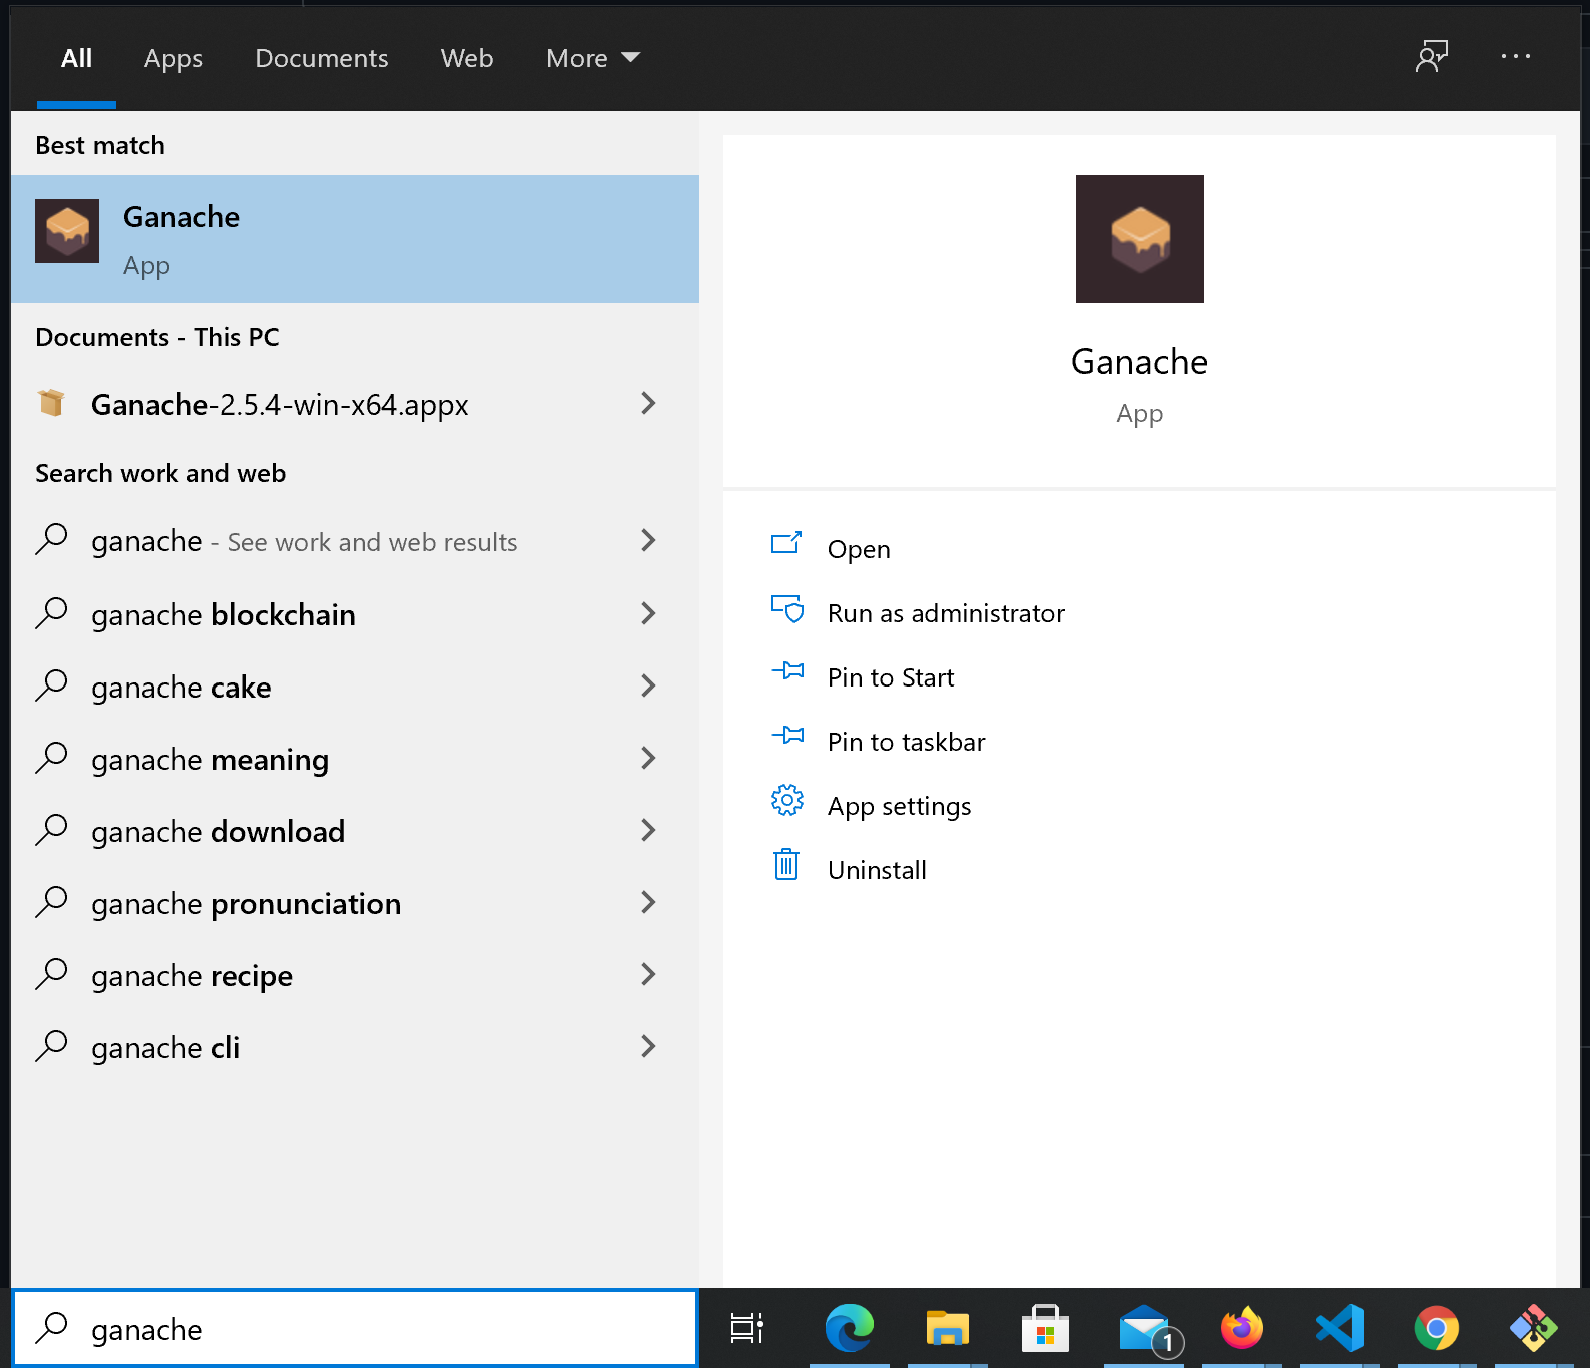 All Apps Documents Web More
Best match
Ganache
App
Documents - This PC
Ganache-2.5.4-win-x64.appx
Search work and web
ganache - See work and web results
ganache blockchain
ganache cake
ganache meaning
ganache download
ganache pronunciation
ganache recipe
ganache cli
Ganache
App
Open
Run as administrator
Pin to Start
Pin to taskbar
App settings
Uninstall
ganache
1